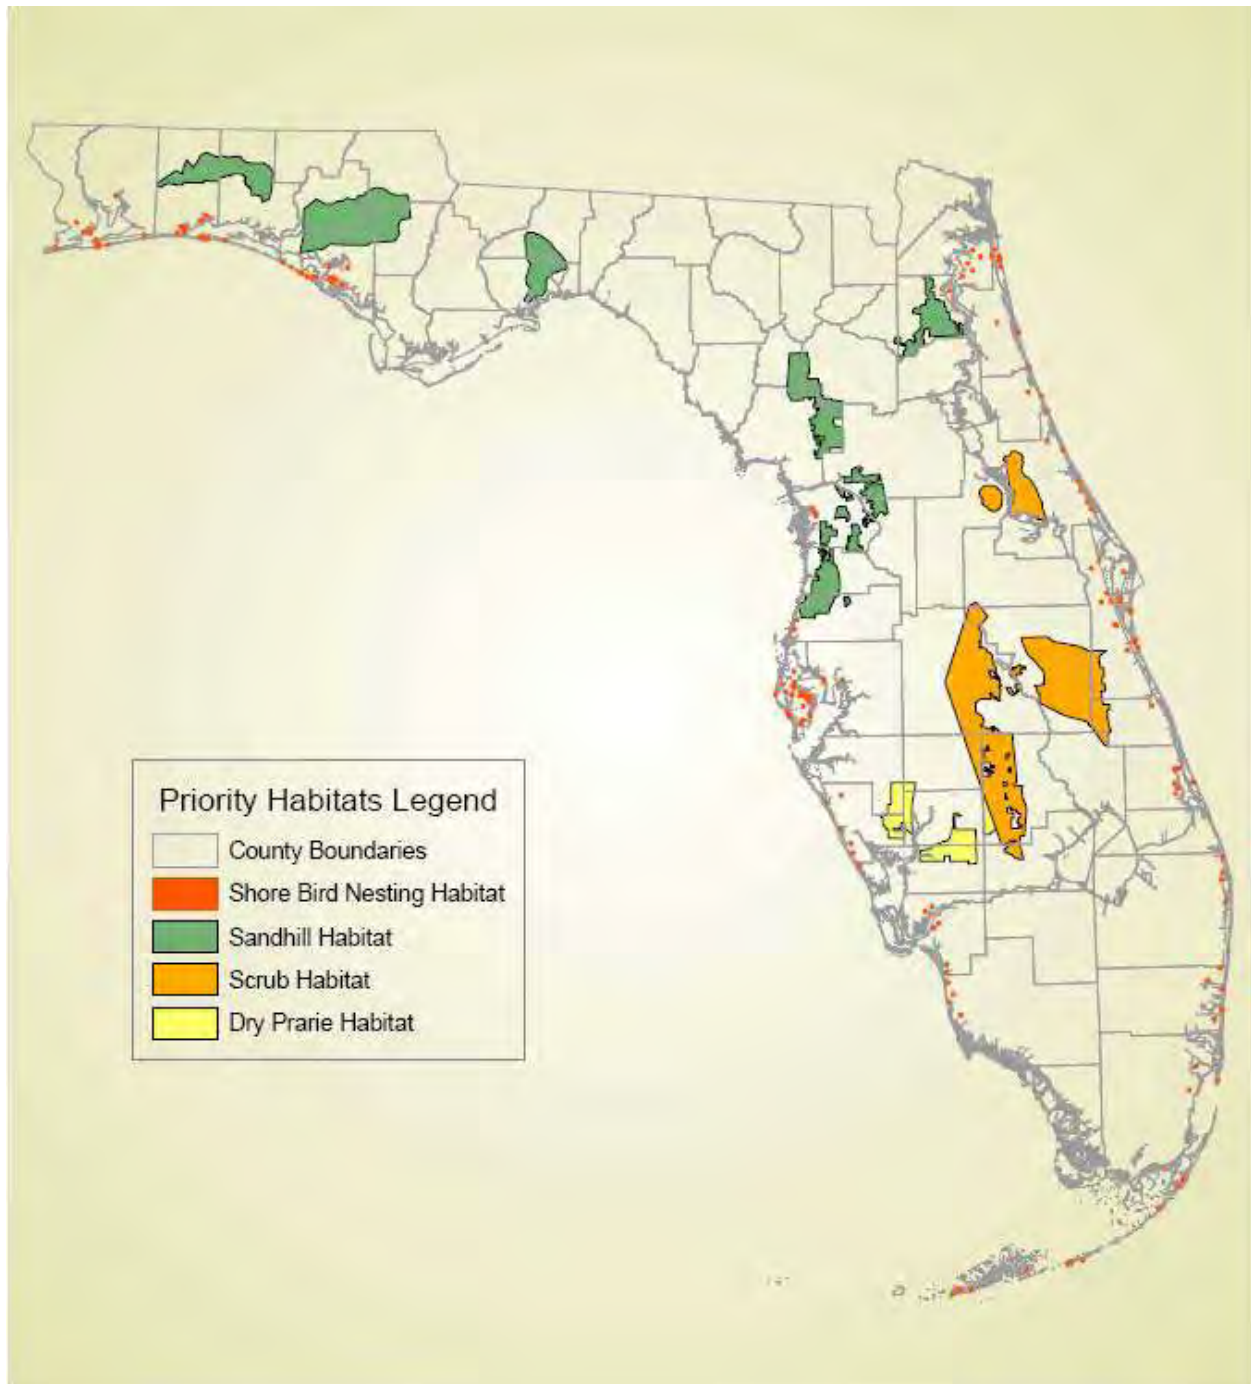 Priority Habitats Legend
County Boundaries
Shore Bird Nesting Habitat
Sandhill Habitat
Scrub Habitat
Dry Prarie Habitat